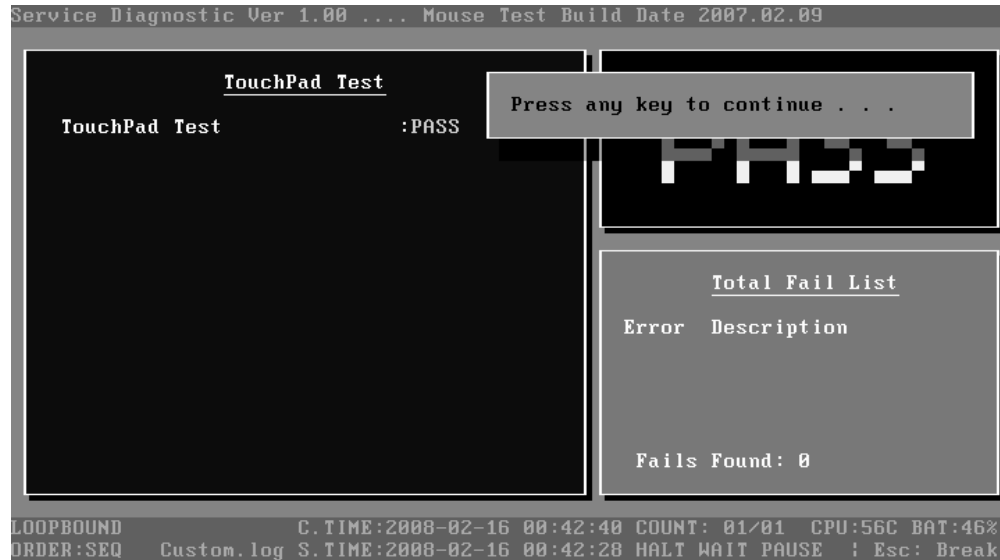 Service Diagnostic Ver 1.00 .... Mouse Test Build Date 2007.02.09
TouchPad Test
TouchPad Test :PASS
Press any key to continue . . .
PASS
Total Fail List
Error Description
Fails Found: 0
LOOPBOUND C.TIME:2008-02-16 00:42:40 COUNT: 01/01 CPU:56C BAT:46%
ORDER:SEQ Custom.log S.TIME:2008-02-16 00:42:28 HALT WAIT PAUSE ¦ Esc: Break